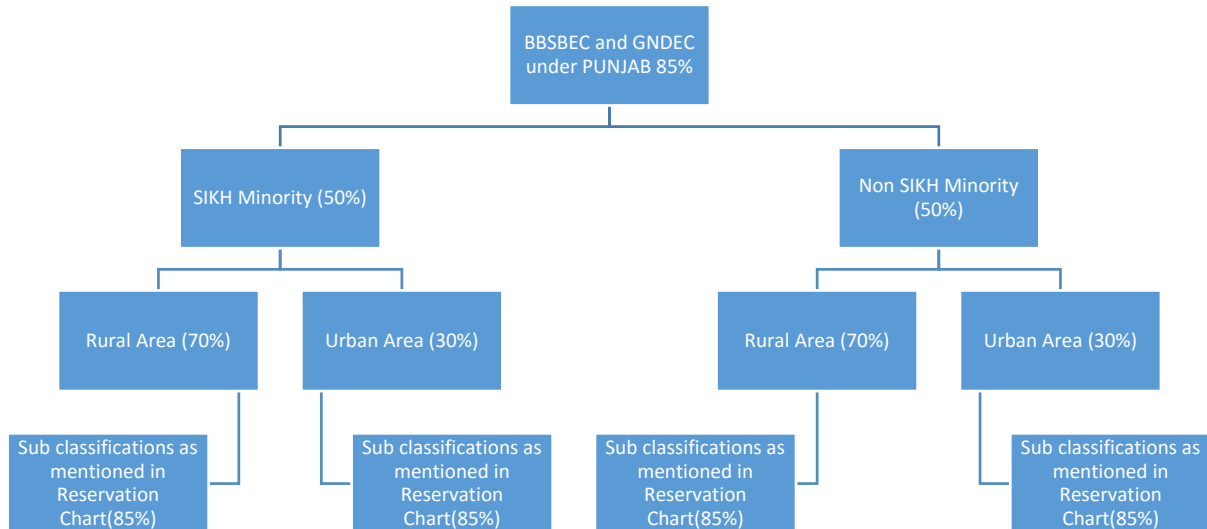 BBSBEC and GNDEC
under PUNJAB 85%
SIKH Minority (50%)
Non SIKH Minority
(50%)
Rural Area (70%)
Urban Area (30%)
Rural Area (70%)
Urban Area (30%)
Sub classifications as
mentioned in
Reservation
Chart(85%)
Sub classifications as
mentioned in
Reservation
Chart(85%)
Sub classifications as
mentioned in
Reservation
Chart(85%)
Sub classifications as
mentioned in
Reservation
Chart(85%)